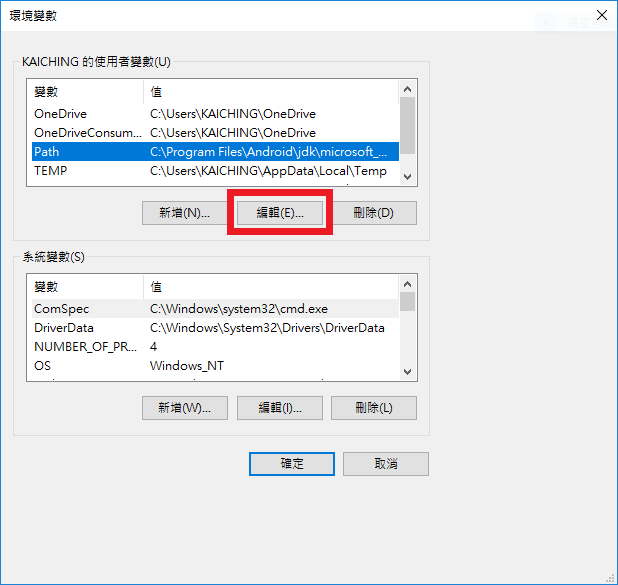 環境變數
KAICHING 的使用者變數(U)
變數 值
OneDrive C:\Users\KAICHING\OneDrive
OneDriveConsum... C:\Users\KAICHING\OneDrive
Path C:\Program Files\Android\jdk\microsoft_...
TEMP C:\Users\KAICHING\AppData\Local\Temp
新增(N)... 編輯(E)... 刪除(D)
系統變數(S)
變數 值
ComSpec C:\Windows\system32\cmd.exe
DriverData C:\Windows\System32\Drivers\DriverData
NUMBER_OF_PR... 4
OS Windows_NT
新增(W)... 編輯(I)... 刪除(L)
確定 取消